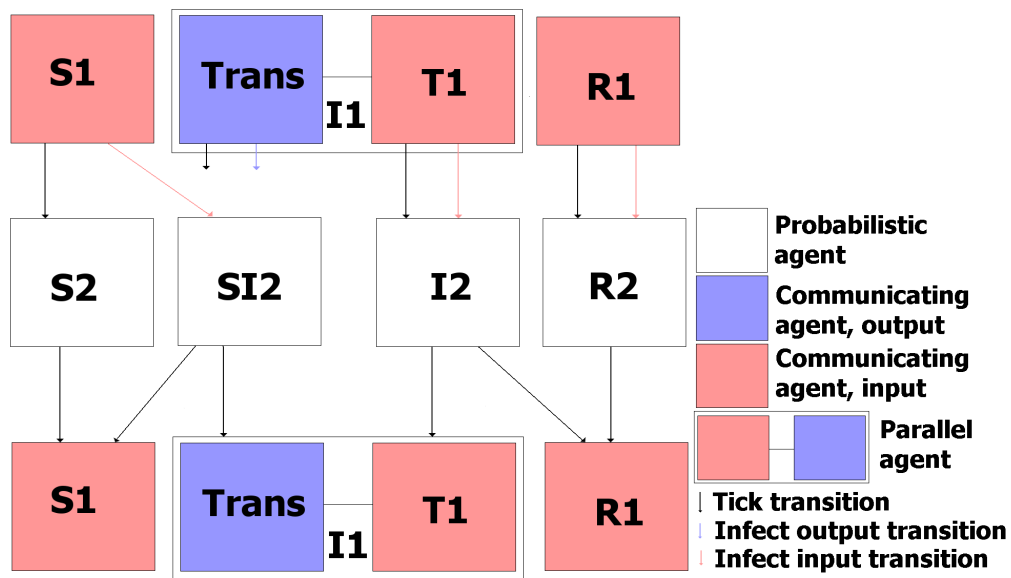 S1
Trans
T1
I1
R1
S2
SI2
I2
R2
S1
Trans
T1
I1
R1
Probabilistic
agent
Communicating
agent, output
Communicating
agent, input
Parallel
agent
Tick transition
Infect output transition
Infect input transition